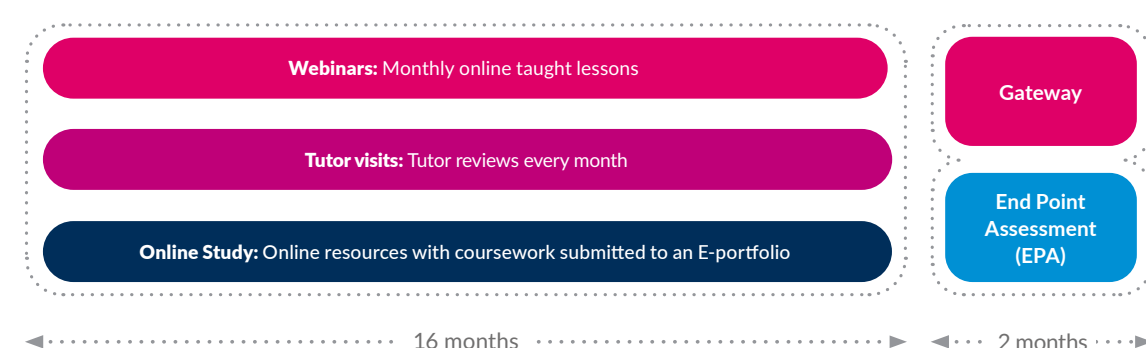 Webinars: Monthly online taught lessons
Tutor visits: Tutor reviews every month
Online Study: Online resources with coursework submitted to an E-portfolio
Gateway
End Point
Assessment
(EPA)
16 months
2 months